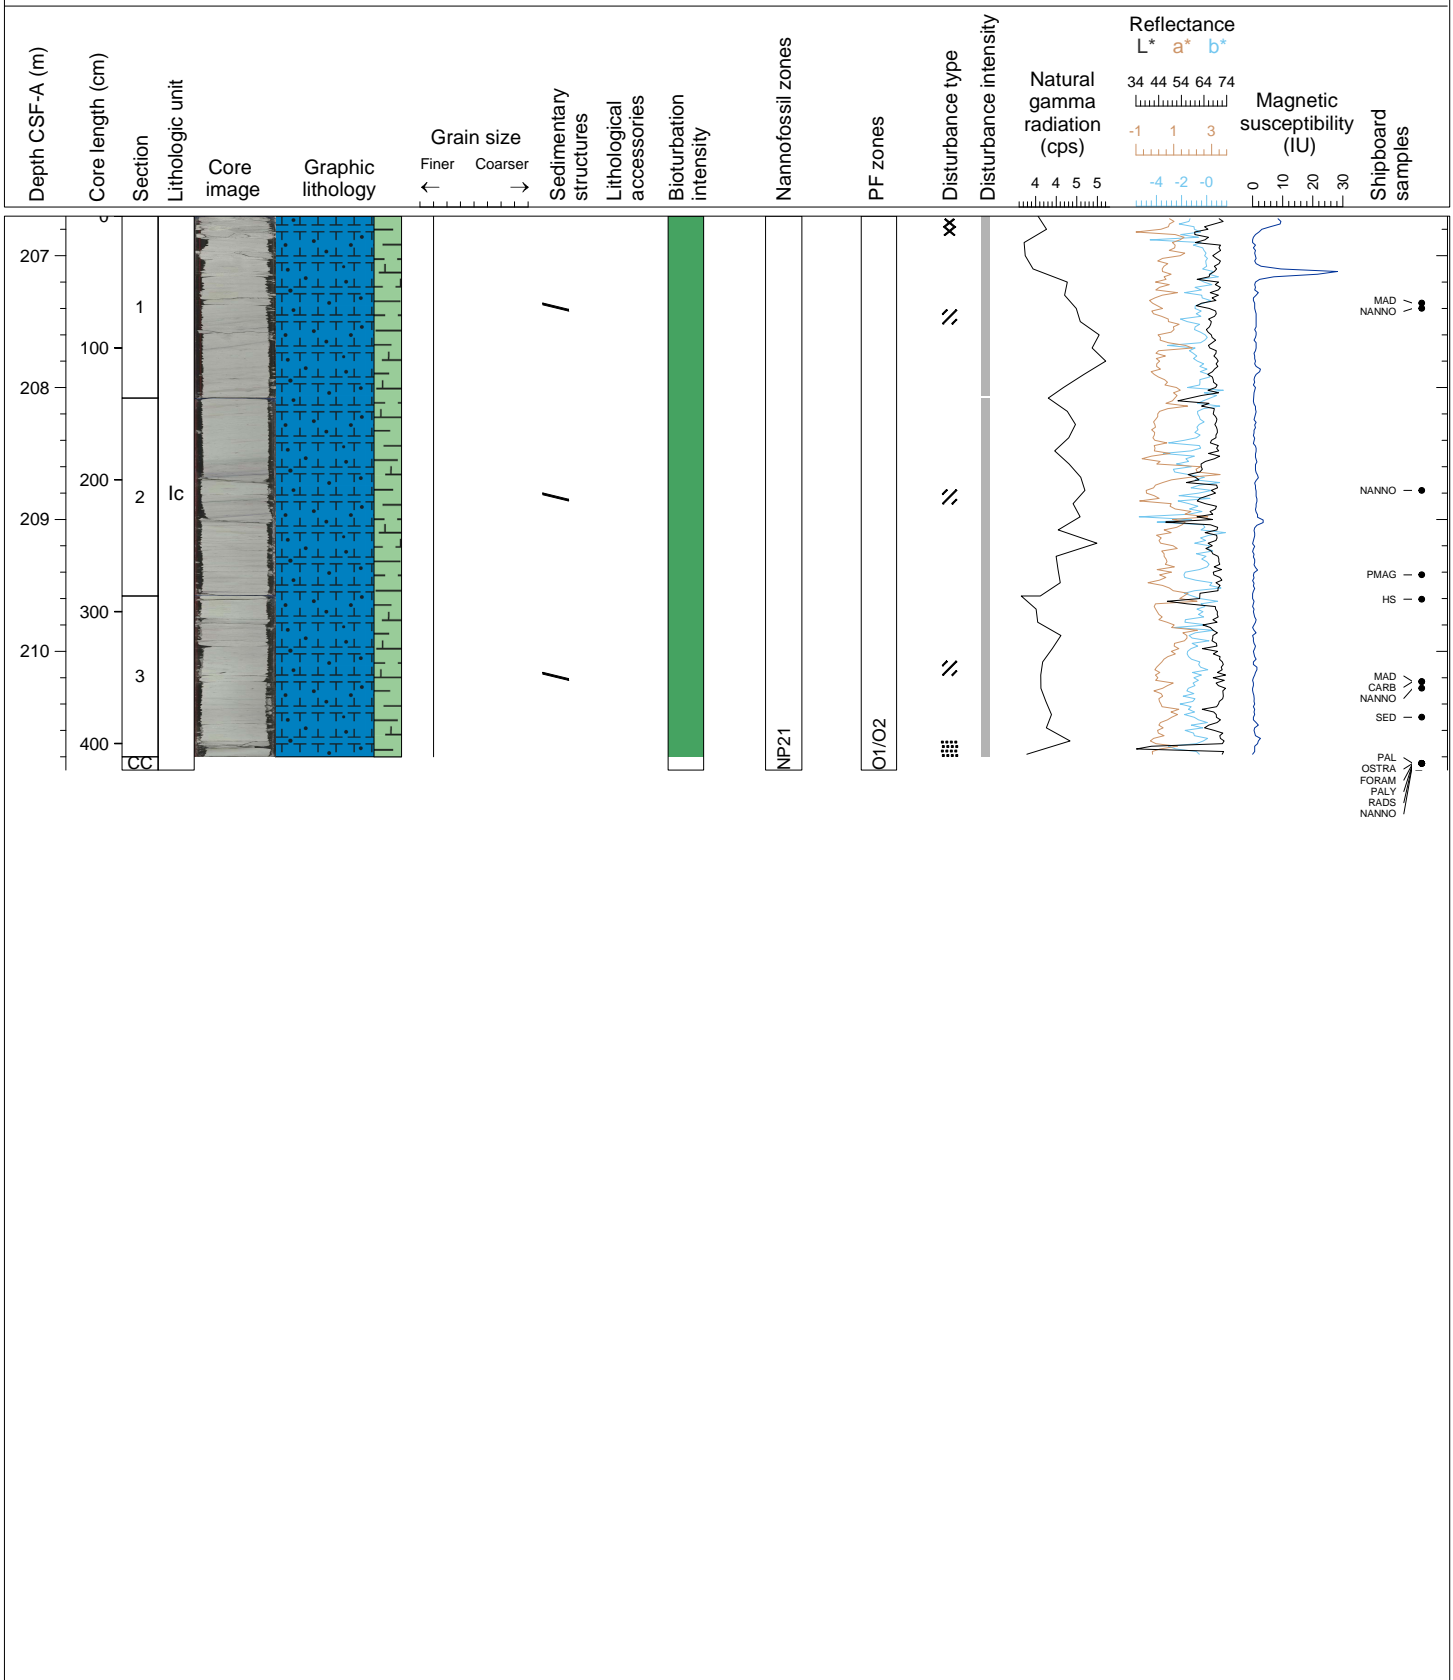 Depth CSF-A (m)
Core length (cm)
Section
Lithologic unit
Core
image
Graphic
lithology
Grain size
Finer Coarser
← →
Sedimentary
structures
Lithological
accessories
Bioturbation
intensity
Nannofossil zones
PF zones
Disturbance type
Disturbance intensity
Natural
gamma
radiation
(cps)
4 4 5 5
Reflectance
L* a* b*
34 44 54 64 74
-1 1 3
-4 -2 -0
Magnetic
susceptibility
(IU)
0 10 20 30
Shipboard
samples
0
207
1
MAD
NANNO
100
208
200
2
Ic
NANNO
209
PMAG
HS
300
210
3
MAD
CARB
NANNO
SED
400
CC
NP21
O1/O2
PAL
OSTRA
FORAM
PALY
RADS
NANNO